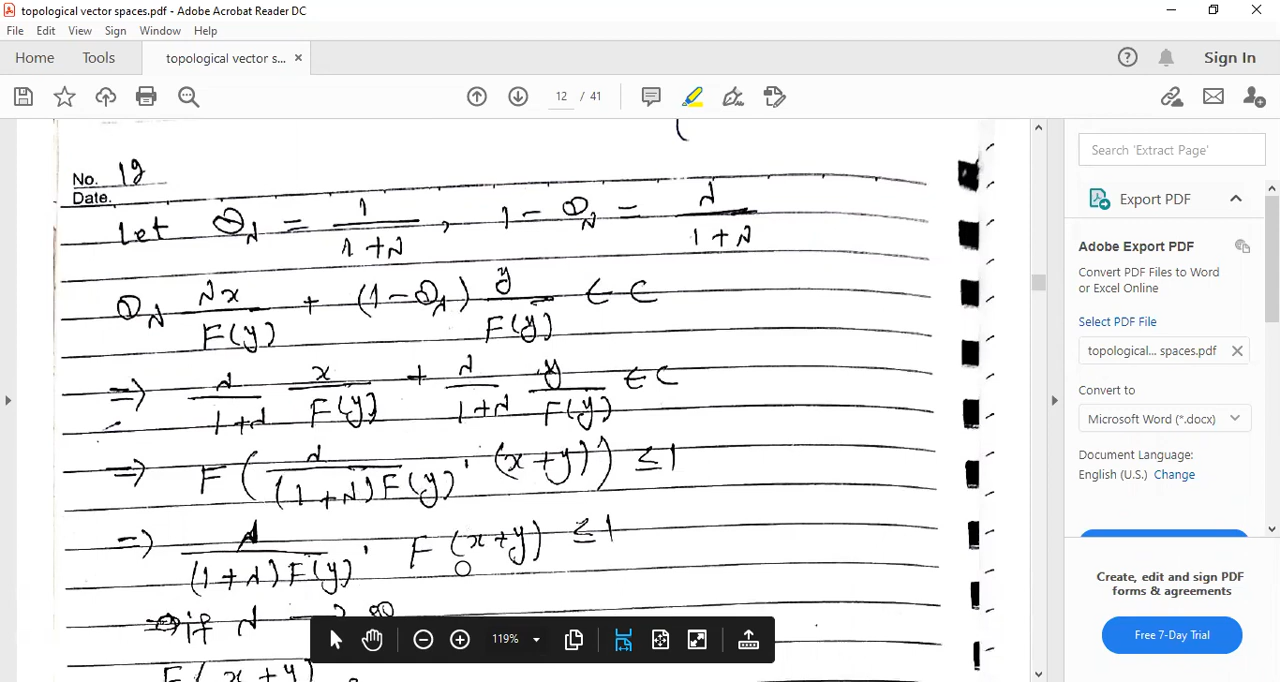 topological vector spaces.pdf - Adobe Acrobat Reader DC
File Edit View Sign Window Help
Home Tools topological vector s... × Sign In
12 / 41
Search 'Extract Page'
No. 19
Date.
Let Θλ = 1/(1+λ), 1 - Θλ = λ/(1+λ)
Θλ λx/F(y) + (1-Θλ) y/F(y) ∈ C
=> λ/(1+λ) x/F(y) + λ/(1+λ) y/F(y) ∈ C
=> F(λ/((1+λ)F(y)) · (x+y)) ≤ 1
=> λ/((1+λ)F(y)) · F(x+y) ≤ 1
if λ -> ∞
F(x+y)
119%
Export PDF
Adobe Export PDF
Convert PDF Files to Word
or Excel Online
Select PDF File
topological... spaces.pdf ×
Convert to
Microsoft Word (*.docx)
Document Language:
English (U.S.) Change
Create, edit and sign PDF
forms & agreements
Free 7-Day Trial